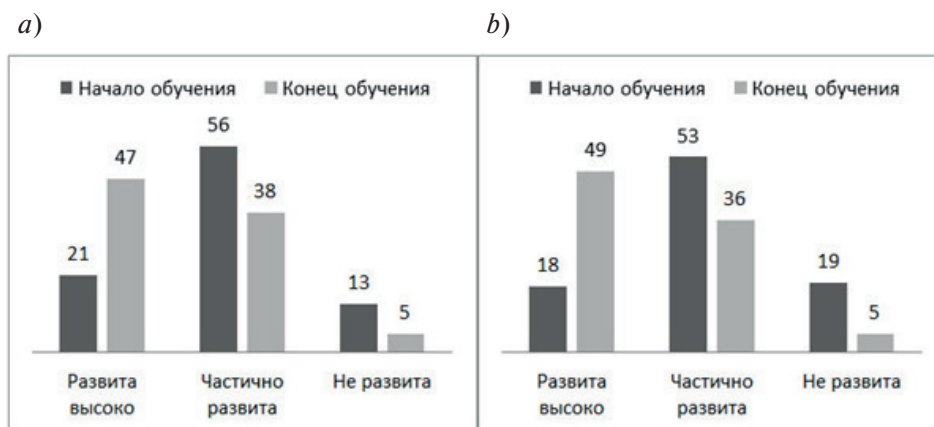 a) b)
Начало обучения Конец обучения
56
47
38
21
13
5
Развита высоко
Частично развита
Не развита
Начало обучения Конец обучения
53
49
36
18
19
5
Развита высоко
Частично развита
Не развита